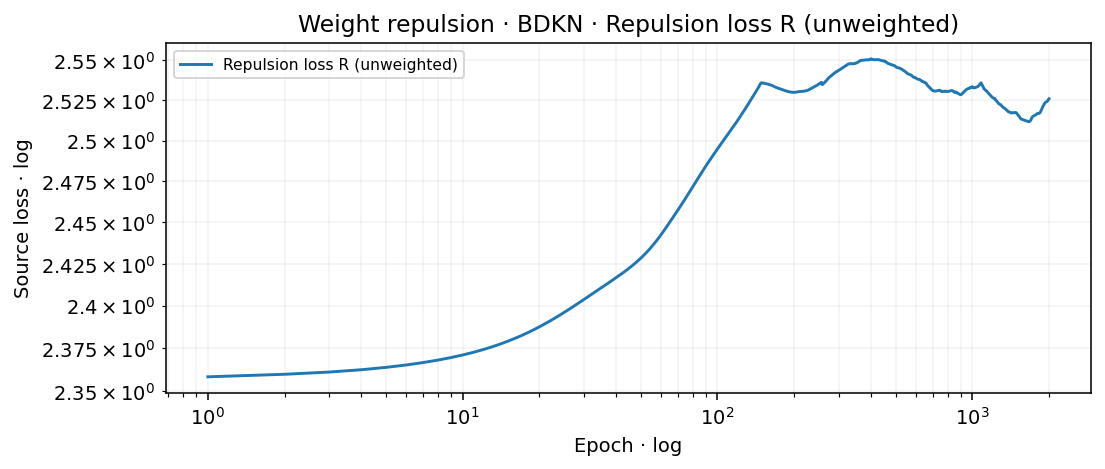 Weight repulsion · BDKN · Repulsion loss R (unweighted)
Repulsion loss R (unweighted)
Source loss · log
2.55 × 10⁰
2.525 × 10⁰
2.5 × 10⁰
2.475 × 10⁰
2.45 × 10⁰
2.425 × 10⁰
2.4 × 10⁰
2.375 × 10⁰
2.35 × 10⁰
10⁰ 10¹ 10² 10³
Epoch · log